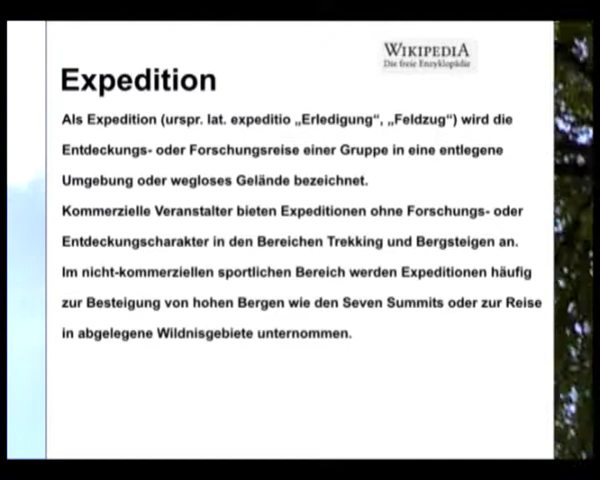 WIKIPEDIA
Die freie Enzyklopädie
Expedition
Als Expedition (urspr. lat. expeditio „Erledigung“, „Feldzug“) wird die
Entdeckungs- oder Forschungsreise einer Gruppe in eine entlegene
Umgebung oder wegloses Gelände bezeichnet.
Kommerzielle Veranstalter bieten Expeditionen ohne Forschungs- oder
Entdeckungscharakter in den Bereichen Trekking und Bergsteigen an.
Im nicht-kommerziellen sportlichen Bereich werden Expeditionen häufig
zur Besteigung von hohen Bergen wie den Seven Summits oder zur Reise
in abgelegene Wildnisgebiete unternommen.